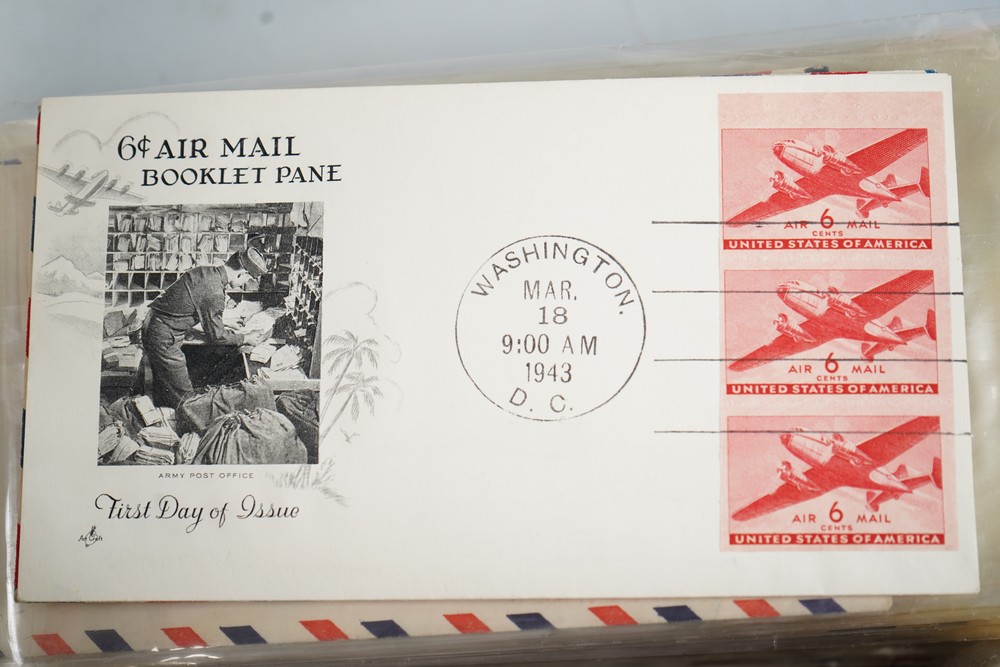 6¢ AIR MAIL
BOOKLET PANE
ARMY POST OFFICE
First Day of Issue
Art Craft
WASHINGTON.
MAR.
18
9:00 AM
1943
D. C.
AIR 6 MAIL
CENTS
UNITED STATES OF AMERICA
AIR 6 MAIL
CENTS
UNITED STATES OF AMERICA
AIR 6 MAIL
CENTS
UNITED STATES OF AMERICA